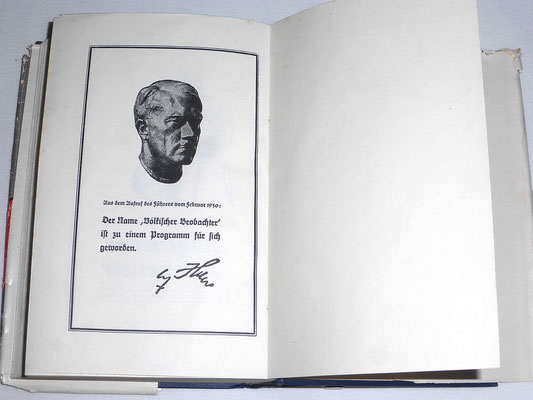 Aus dem Aufruf des Führers vom Februar 1930:
Der Name ‚Völkischer Beobachter‘
ist zu einem Programm für sich
geworden.